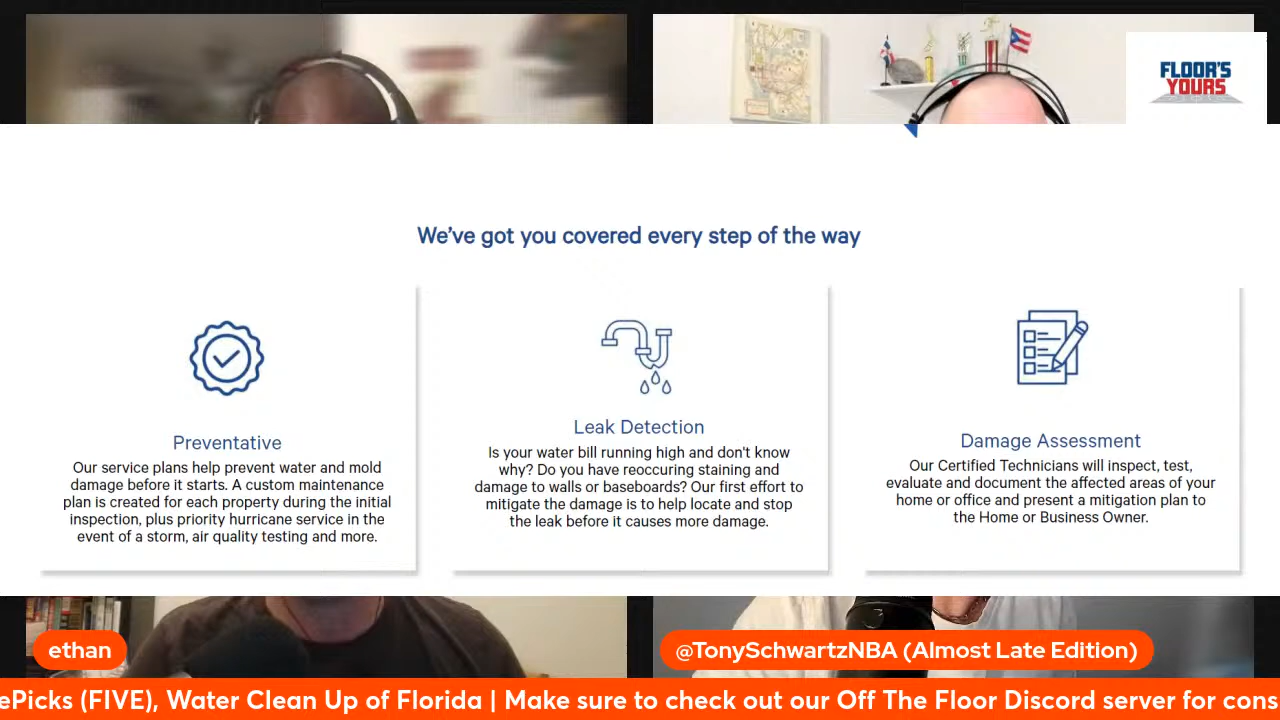 FLOOR'S
YOURS
We've got you covered every step of the way
Preventative
Our service plans help prevent water and mold
damage before it starts. A custom maintenance
plan is created for each property during the initial
inspection, plus priority hurricane service in the
event of a storm, air quality testing and more.
Leak Detection
Is your water bill running high and don't know
why? Do you have reoccuring staining and
damage to walls or baseboards? Our first effort to
mitigate the damage is to help locate and stop
the leak before it causes more damage.
Damage Assessment
Our Certified Technicians will inspect, test,
evaluate and document the affected areas of your
home or office and present a mitigation plan to
the Home or Business Owner.
ethan
@TonySchwartzNBA (Almost Late Edition)
ePicks (FIVE), Water Clean Up of Florida | Make sure to check out our Off The Floor Discord server for cons